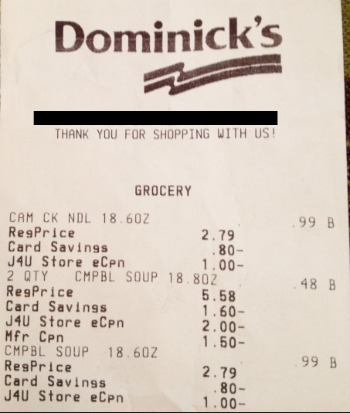 Dominick's
THANK YOU FOR SHOPPING WITH US!
GROCERY
CAM CK NDL 18.6OZ .99 B
RegPrice 2.79
Card Savings .80-
J4U Store eCpn 1.00-
2 QTY CMPBL SOUP 18.8OZ .48 B
RegPrice 5.58
Card Savings 1.60-
J4U Store eCpn 2.00-
Mfr Cpn 1.50-
CMPBL SOUP 18.6OZ .99 B
RegPrice 2.79
Card Savings .80-
J4U Store eCpn 1.00-